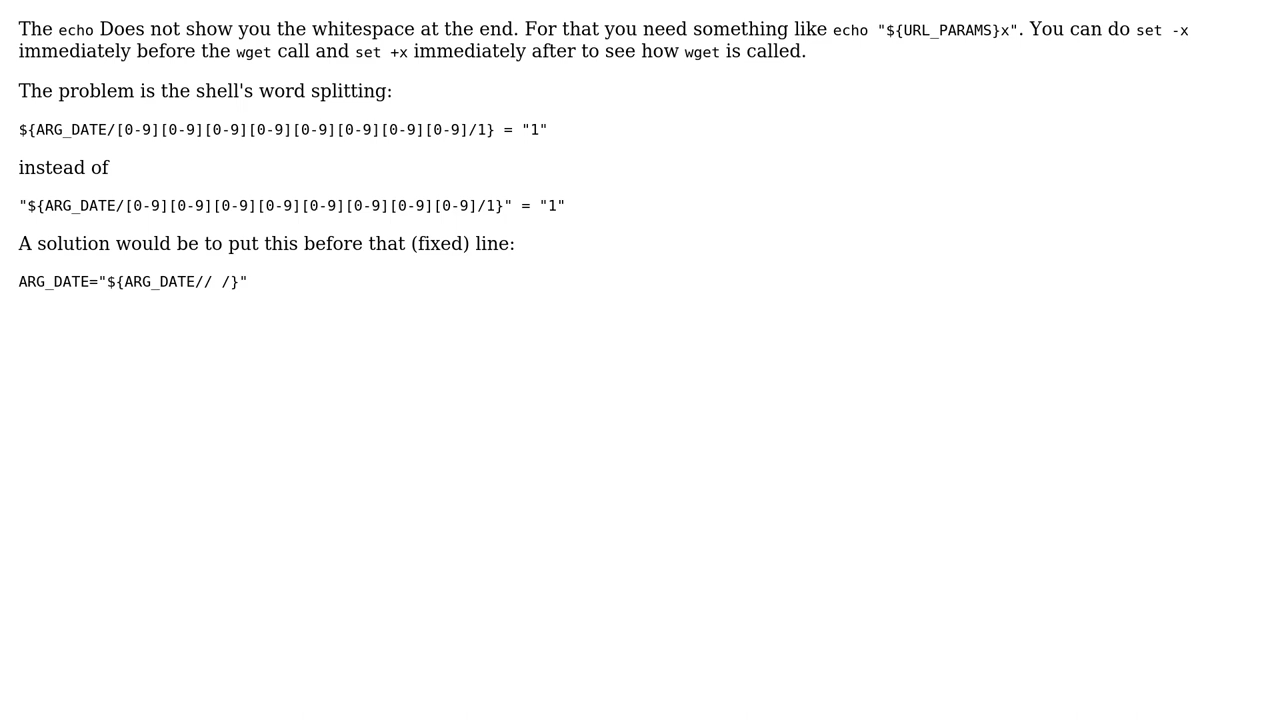 The echo Does not show you the whitespace at the end. For that you need something like echo "${URL_PARAMS}x". You can do set -x
immediately before the wget call and set +x immediately after to see how wget is called.
The problem is the shell's word splitting:
${ARG_DATE/[0-9][0-9][0-9][0-9][0-9][0-9][0-9][0-9]/1} = "1"
instead of
"${ARG_DATE/[0-9][0-9][0-9][0-9][0-9][0-9][0-9][0-9]/1}" = "1"
A solution would be to put this before that (fixed) line:
ARG_DATE="${ARG_DATE// /}"